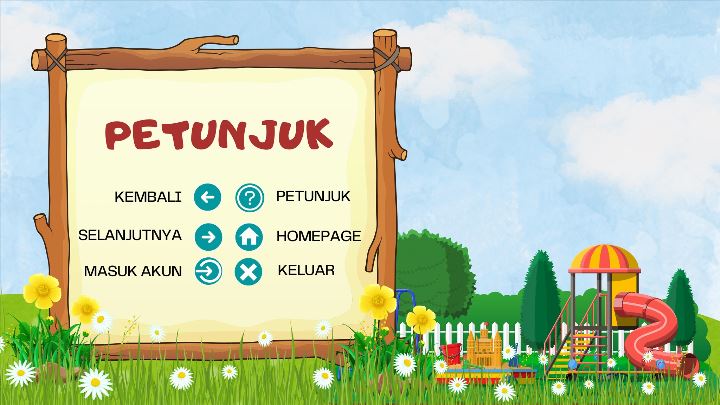 PETUNJUK
KEMBALI PETUNJUK
SELANJUTNYA HOMEPAGE
MASUK AKUN KELUAR